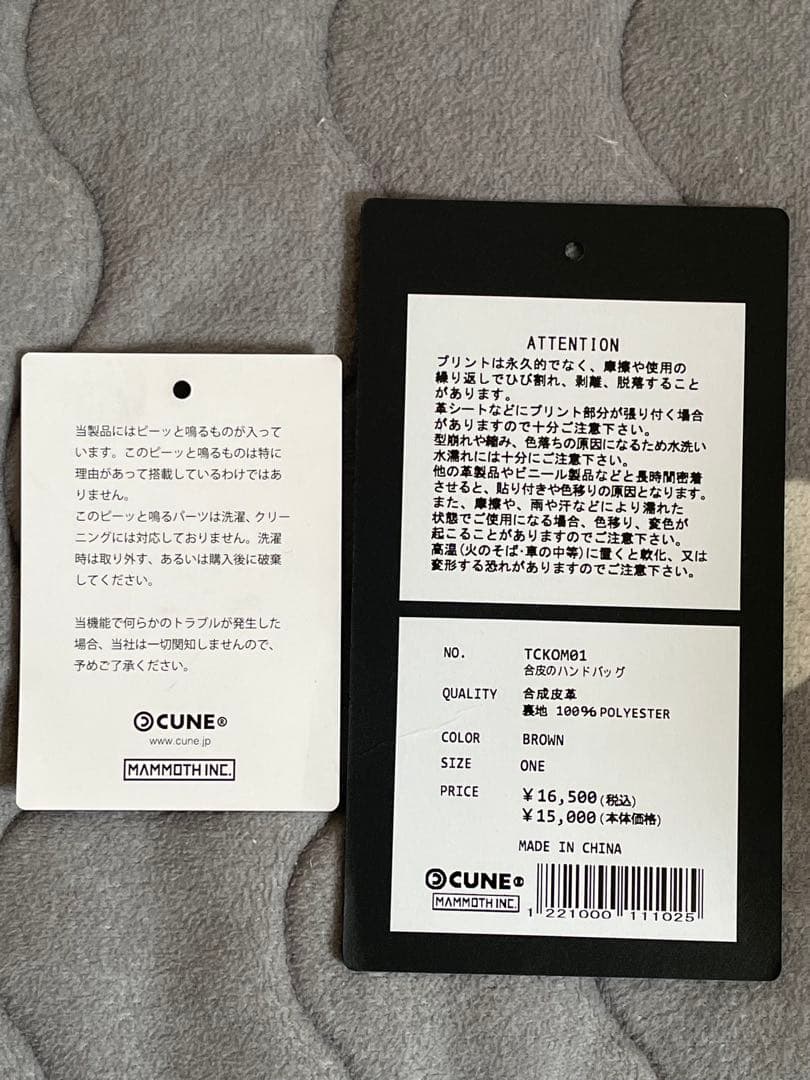 当製品にはピーッと鳴るものが入って
います。このピーッと鳴るものは特に
理由があって搭載しているわけではあ
りません。
このピーッと鳴るパーツは洗濯、クリー
ニングには対応しておりません。洗濯
時は取り外す、あるいは購入後に破棄
してください。
当機能で何らかのトラブルが発生した
場合、当社は一切関知しませんので、
予めご了承ください。
CUNE®
www.cune.jp
MAMMOTH INC.
ATTENTION
プリントは永久的でなく、摩擦や使用の
繰り返しでひび割れ、剥離、脱落すること
があります。
革シートなどにプリント部分が張り付く場合
がありますので十分ご注意下さい。
型崩れや縮み、色落ちの原因になるため水洗い
水濡れには十分にご注意下さい。
他の革製品やビニール製品などと長時間密着
させると、貼り付きや色移りの原因となります。
また、摩擦や、雨や汗などにより濡れた
状態でご使用になる場合、色移り、変色が
起こることがありますのでご注意下さい。
高温(火のそば・車の中等)に置くと軟化、又は
変形する恐れがありますのでご注意下さい。
NO. TCKOM01
合皮のハンドバッグ
QUALITY 合成皮革
裏地 100% POLYESTER
COLOR BROWN
SIZE ONE
PRICE ¥16,500(税込)
¥15,000(本体価格)
MADE IN CHINA
CUNE®
MAMMOTH INC.
1 221000 111025